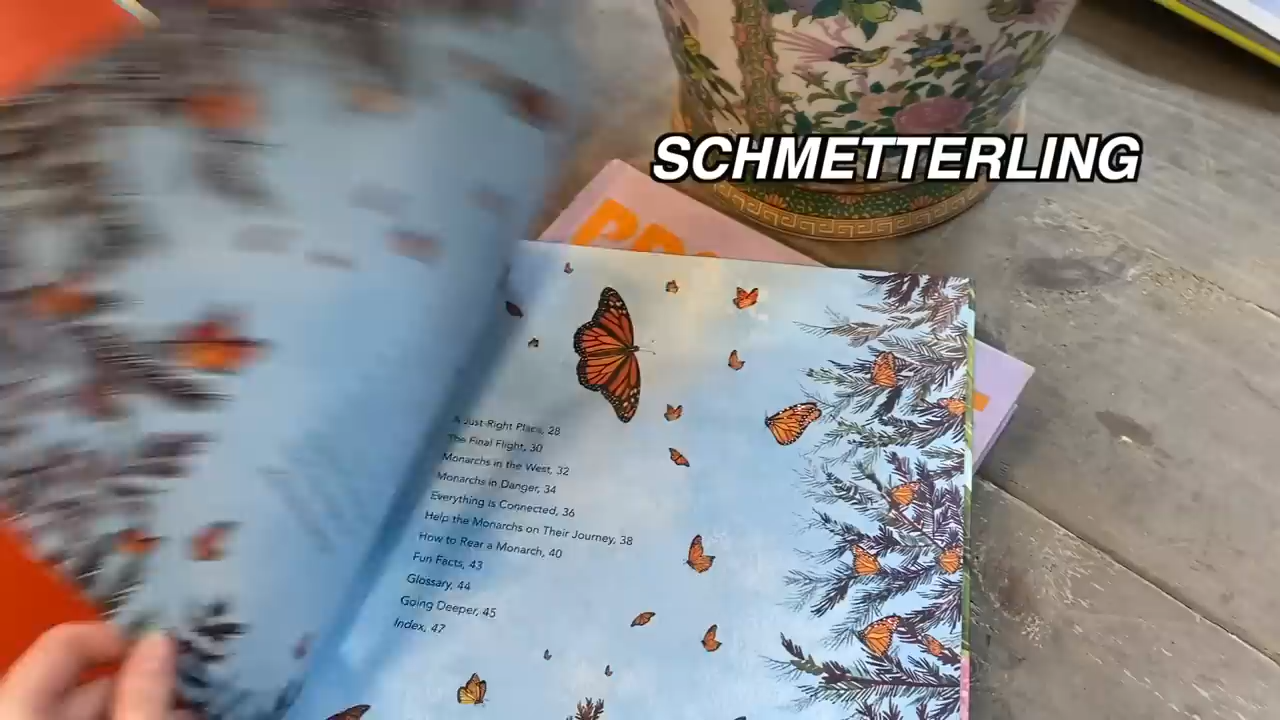 SCHMETTERLING
A Just-Right Place, 28
The Final Flight, 30
Monarchs in the West, 32
Monarchs in Danger, 34
Everything is Connected, 36
Help the Monarchs on Their Journey, 38
How to Rear a Monarch, 40
Fun Facts, 43
Glossary, 44
Going Deeper, 45
Index, 47